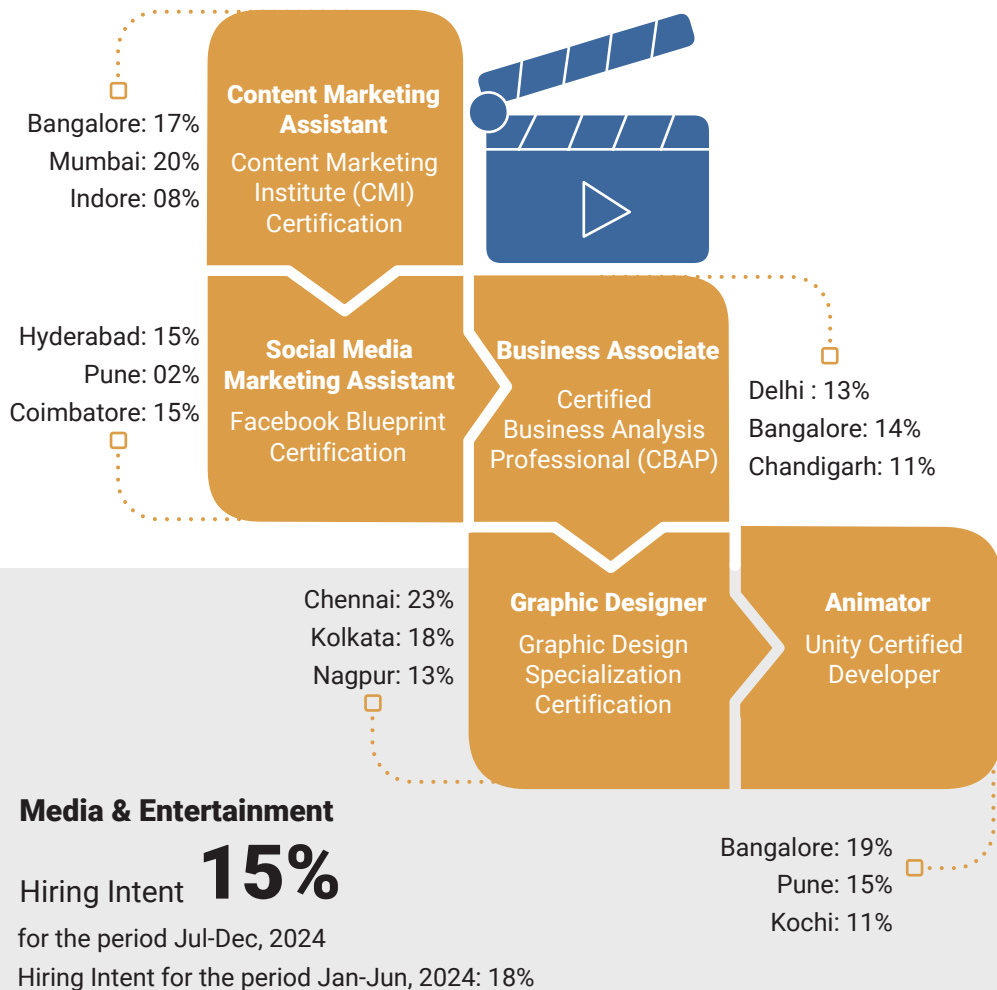 Content Marketing
Assistant
Content Marketing
Institute (CMI)
Certification
Bangalore: 17%
Mumbai: 20%
Indore: 08%
Social Media
Marketing Assistant
Facebook Blueprint
Certification
Hyderabad: 15%
Pune: 02%
Coimbatore: 15%
Business Associate
Certified
Business Analysis
Professional (CBAP)
Delhi : 13%
Bangalore: 14%
Chandigarh: 11%
Graphic Designer
Graphic Design
Specialization
Certification
Chennai: 23%
Kolkata: 18%
Nagpur: 13%
Animator
Unity Certified
Developer
Bangalore: 19%
Pune: 15%
Kochi: 11%
Media & Entertainment
Hiring Intent 15%
for the period Jul-Dec, 2024
Hiring Intent for the period Jan-Jun, 2024: 18%